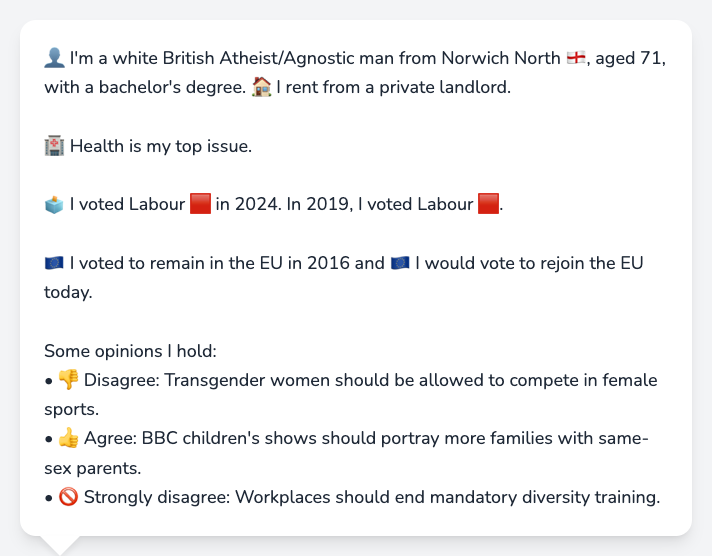 👤 I'm a white British Atheist/Agnostic man from Norwich North 🏴󠁧󠁢󠁥󠁮󠁧󠁿, aged 71,
with a bachelor's degree. 🏠 I rent from a private landlord.
🏥 Health is my top issue.
🗳️ I voted Labour 🟥 in 2024. In 2019, I voted Labour 🟥.
🇪🇺 I voted to remain in the EU in 2016 and 🇪🇺 I would vote to rejoin the EU
today.
Some opinions I hold:
• 👎 Disagree: Transgender women should be allowed to compete in female
sports.
• 👍 Agree: BBC children's shows should portray more families with same-
sex parents.
• 🚫 Strongly disagree: Workplaces should end mandatory diversity training.